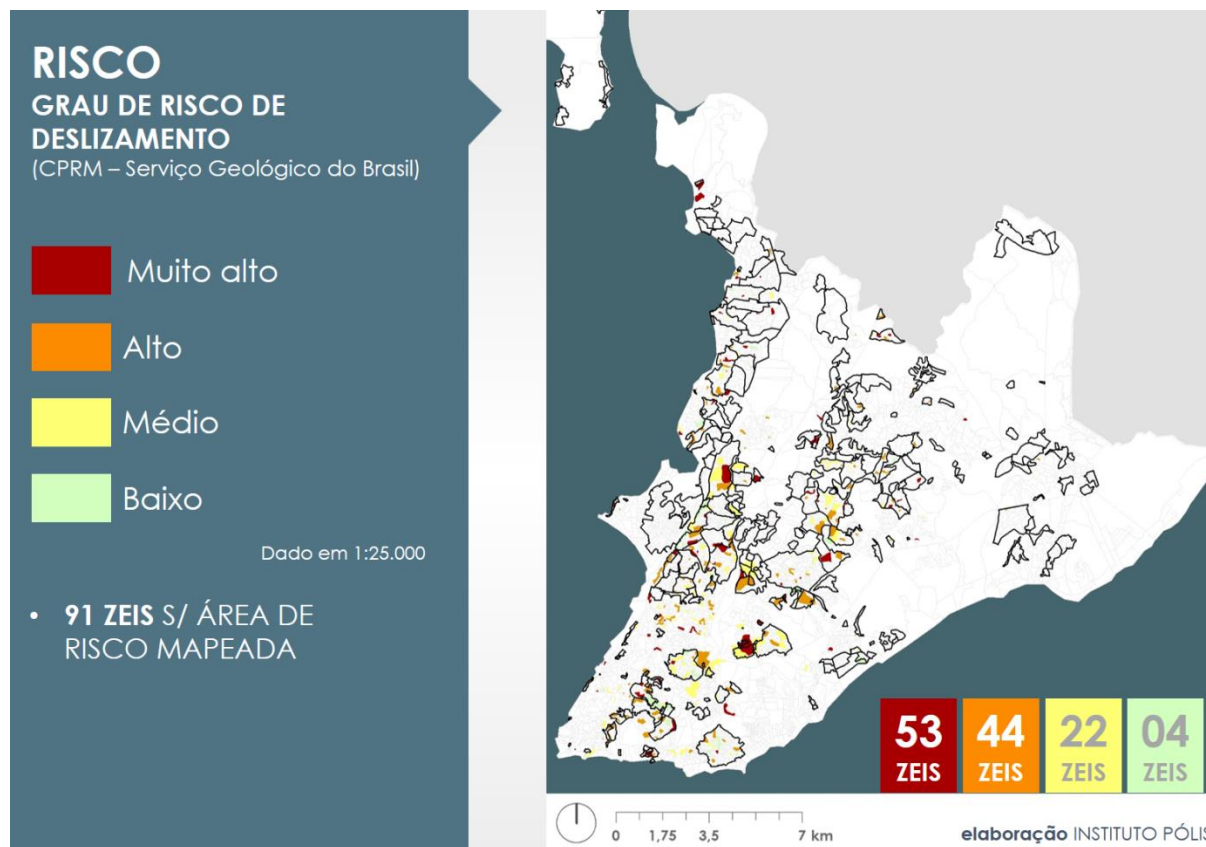 RISCO
GRAU DE RISCO DE
DESLIZAMENTO
(CPRM – Serviço Geológico do Brasil)
Muito alto
Alto
Médio
Baixo
Dado em 1:25.000
• 91 ZEIS S/ ÁREA DE
RISCO MAPEADA
53 44 22 04
ZEIS ZEIS ZEIS ZEIS
0 1,75 3,5 7 km
elaboração INSTITUTO PÓLIS